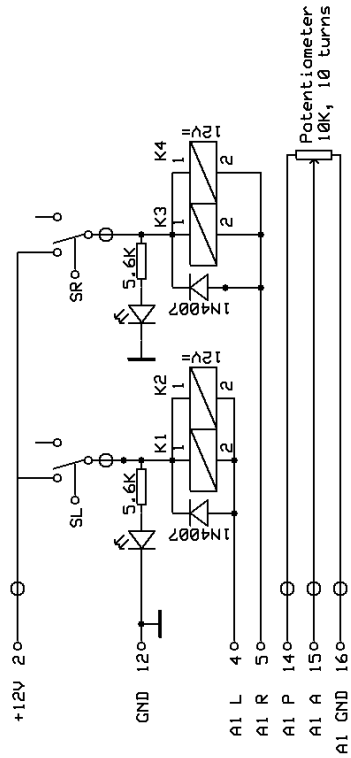 Potentiometer
10K, 10 turns
K4
12V=
1
2
K3
1
2
SR
5.6K
1N4007
K2
12V=
1
2
K1
1
2
SL
5.6K
1N4007
+12V 2
GND 12
A1 L 4
A1 R 5
A1 P 14
A1 A 15
A1 GND 16